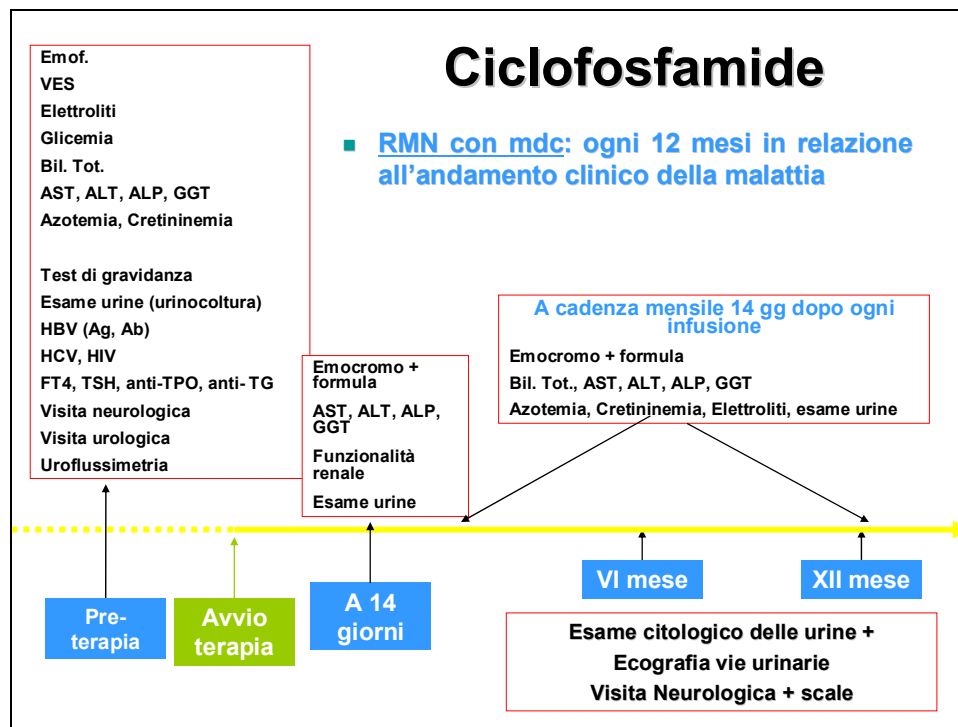 Ciclofosfamide
Emof.
VES
Elettroliti
Glicemia
Bil. Tot.
AST, ALT, ALP, GGT
Azotemia, Cretininemia
Test di gravidanza
Esame urine (urinocoltura)
HBV (Ag, Ab)
HCV, HIV
FT4, TSH, anti-TPO, anti- TG
Visita neurologica
Visita urologica
Uroflussimetria
RMN con mdc: ogni 12 mesi in relazione
all'andamento clinico della malattia
Emocromo +
formula
AST, ALT, ALP,
GGT
Funzionalità
renale
Esame urine
A cadenza mensile 14 gg dopo ogni
infusione
Emocromo + formula
Bil. Tot., AST, ALT, ALP, GGT
Azotemia, Cretininemia, Elettroliti, esame urine
Pre-
terapia
Avvio
terapia
A 14
giorni
VI mese
XII mese
Esame citologico delle urine +
Ecografia vie urinarie
Visita Neurologica + scale